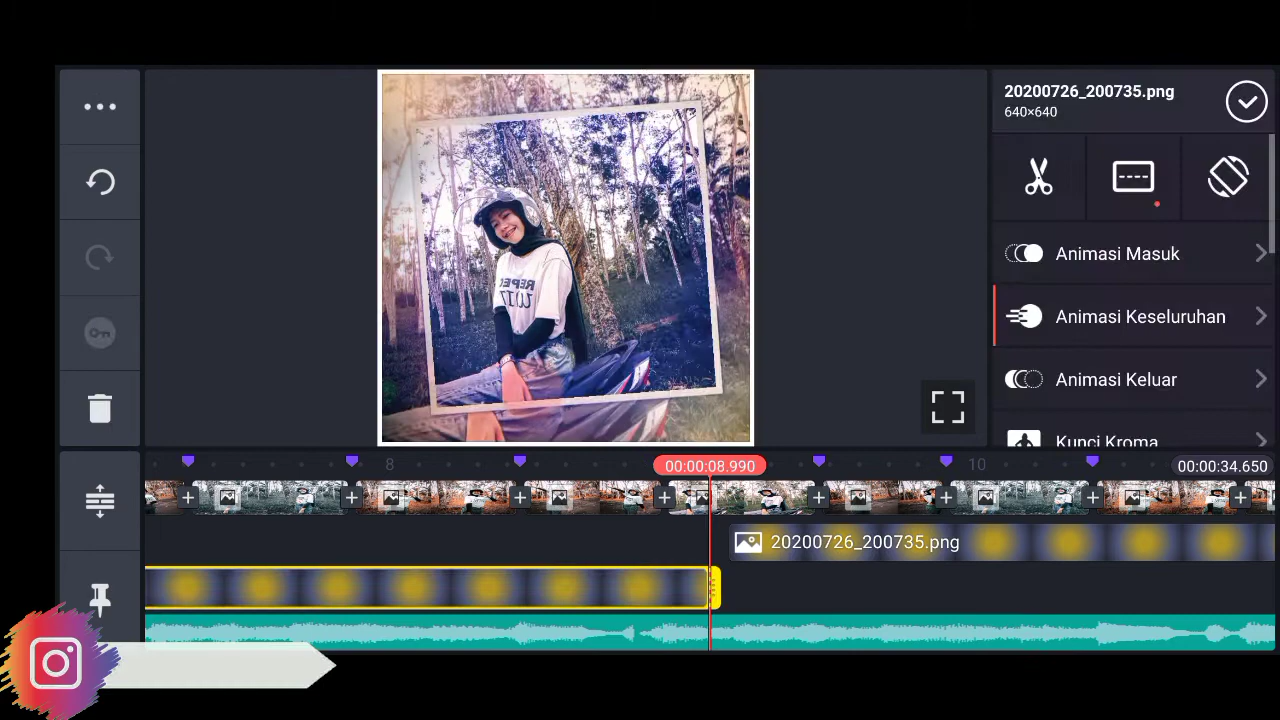 20200726_200735.png
640×640
Animasi Masuk
Animasi Keseluruhan
Animasi Keluar
Kunci Kroma
8
00:00:08.990
10
00:00:34.650
20200726_200735.png